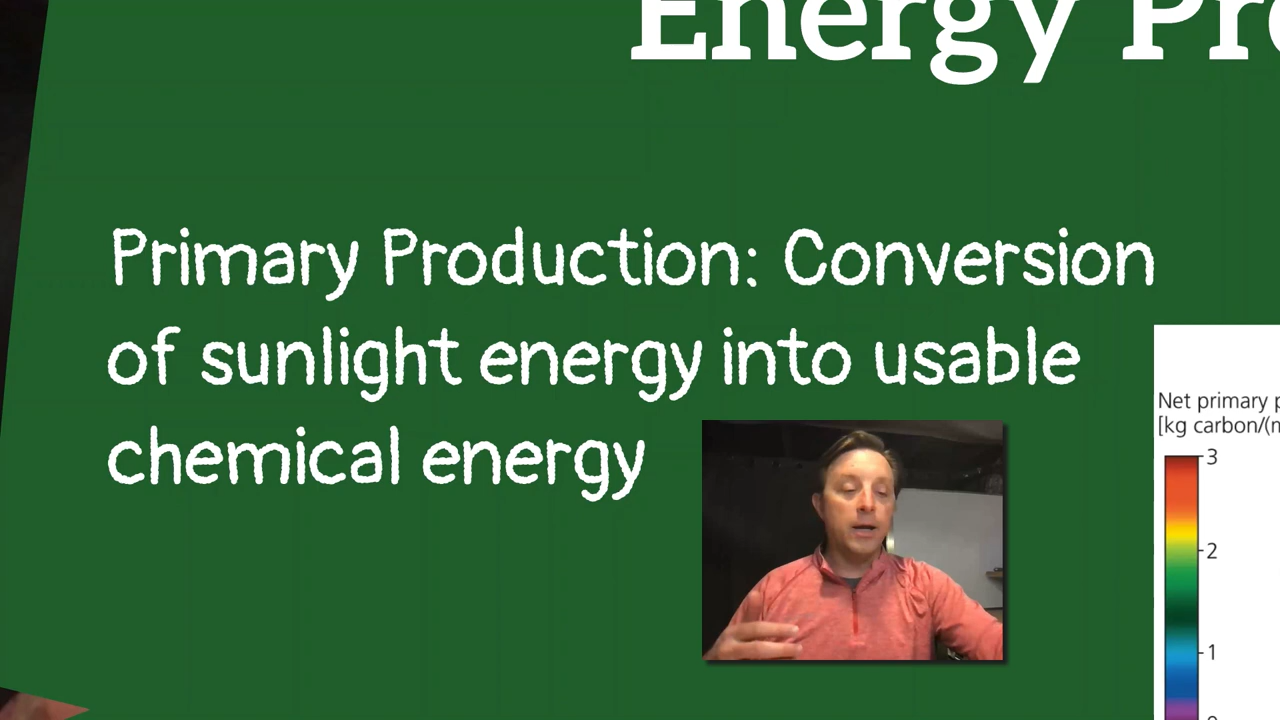 Energy Pr
Primary Production: Conversion
of sunlight energy into usable
chemical energy
Net primary p
[kg carbon/(m
3
2
1
0